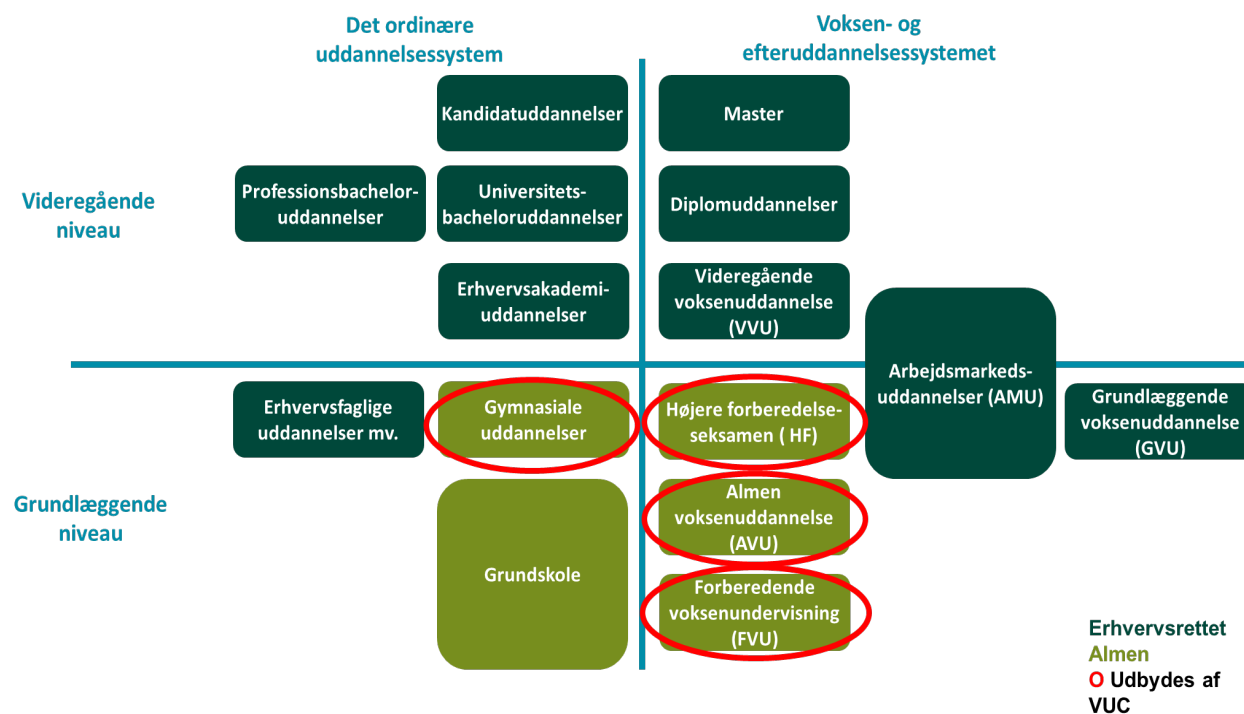 Det ordinære
uddannelsessystem
Voksen- og
efteruddannelsessystemet
Videregående
niveau
Kandidatuddannelser
Master
Professionsbachelor-
uddannelser
Universitets-
bacheloruddannelser
Diplomuddannelser
Erhvervsakademi-
uddannelser
Videregående
voksenuddannelse
(VVU)
Arbejdsmarkeds-
uddannelser (AMU)
Grundlæggende
niveau
Erhvervsfaglige
uddannelser mv.
Gymnasiale
uddannelser
Højere forberedelse-
seksamen ( HF)
Grundlæggende
voksenuddannelse
(GVU)
Grundskole
Almen
voksenuddannelse
(AVU)
Forberedende
voksenundervisning
(FVU)
Erhvervsrettet
Almen
O Udbydes af
VUC